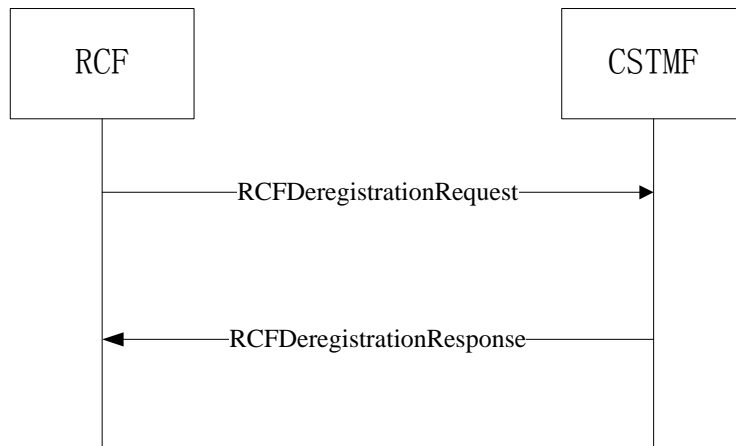 RCF
CSTMF
RCFDeregistrationRequest
RCFDeregistrationResponse